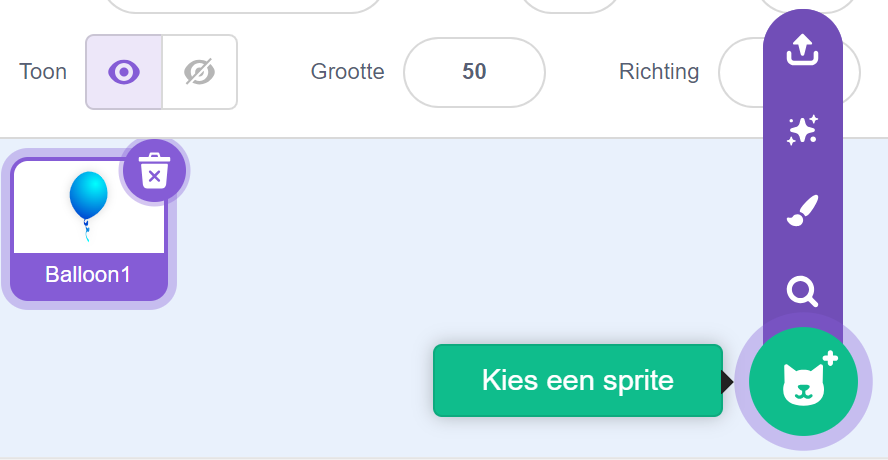 Toon
Grootte
50
Richting
Balloon1
Kies een sprite